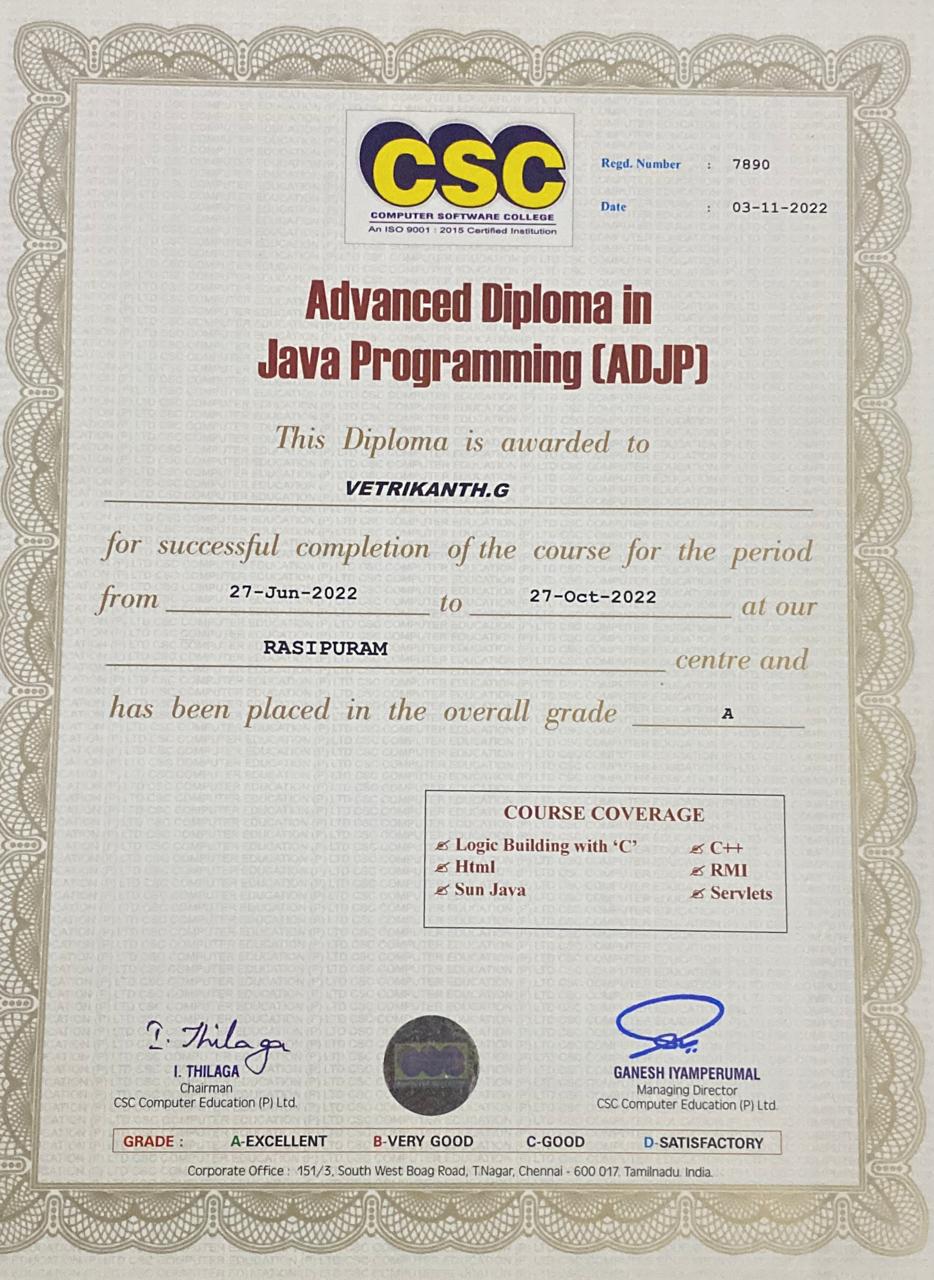 CSC
COMPUTER SOFTWARE COLLEGE
An ISO 9001 : 2015 Certified Institution
Regd. Number : 7890
Date : 03-11-2022
Advanced Diploma in
Java Programming (ADJP)
This Diploma is awarded to
VETRIKANTH.G
for successful completion of the course for the period
from 27-Jun-2022 to 27-Oct-2022 at our
RASIPURAM centre and
has been placed in the overall grade A
COURSE COVERAGE
Logic Building with ‘C’ C++
Html RMI
Sun Java Servlets
I. Thilaga
I. THILAGA
Chairman
CSC Computer Education (P) Ltd.
CSC
GANESH IYAMPERUMAL
Managing Director
CSC Computer Education (P) Ltd.
GRADE : A-EXCELLENT B-VERY GOOD C-GOOD D-SATISFACTORY
Corporate Office : 151/3, South West Boag Road, T.Nagar, Chennai - 600 017. Tamilnadu. India.